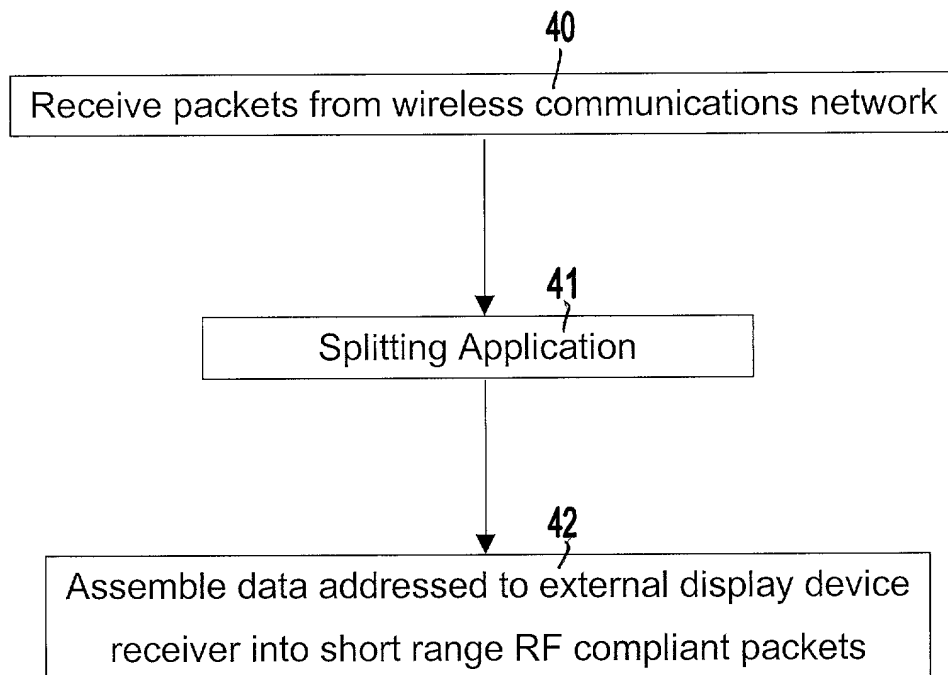 40
Receive packets from wireless communications network
41
Splitting Application
42
Assemble data addressed to external display device
receiver into short range RF compliant packets